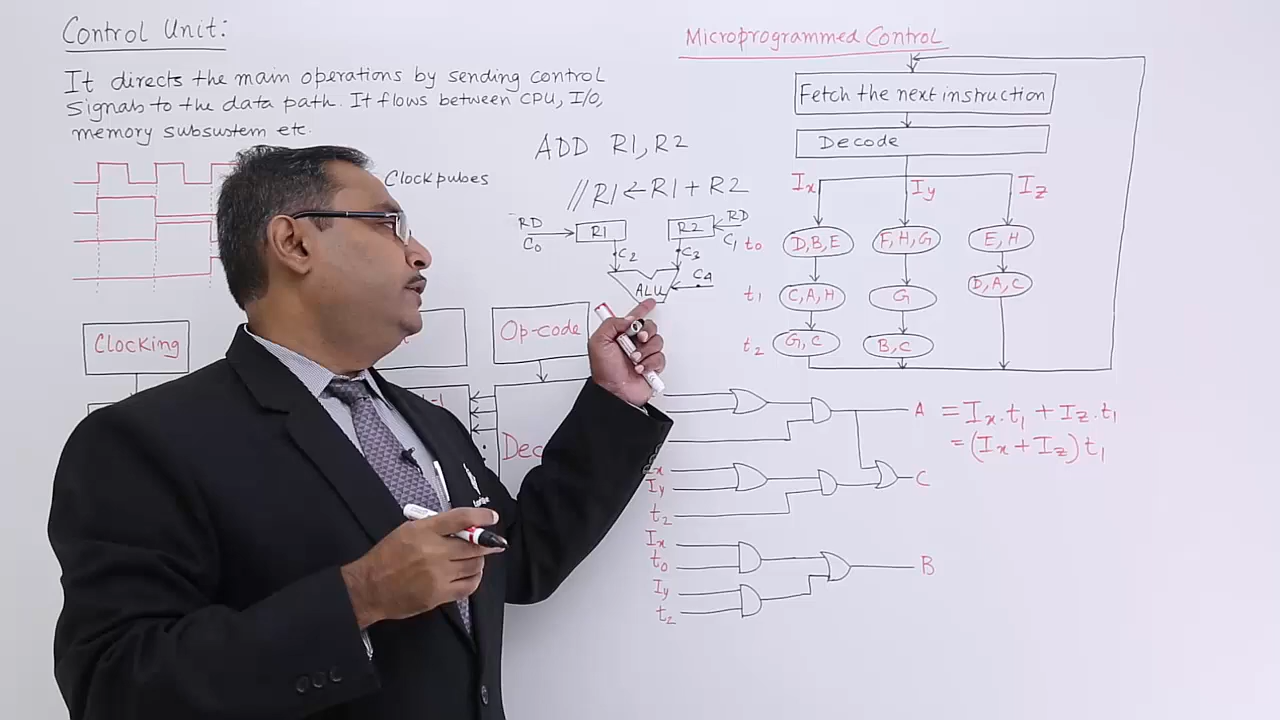 Control Unit:
It directs the main operations by sending control
signals to the data path. It flows between CPU, I/O,
memory subsustem etc.
Clock pubes
Clocking
Op-code
ADD R1, R2
// R1 ← R1 + R2
RD
C0
R1
R2
RD
C1
C2
C3
C4
ALU
Microprogrammed Control
Fetch the next instruction
Decode
Ix
Iy
Iz
t0
D, B, E
F, H, G
E, H
t1
C, A, H
G
D, A, C
t2
G, C
B, C
A = Ix.t1 + Iz.t1
= (Ix + Iz) t1
Iy
t2
C
Ix
t0
Iy
t2
B